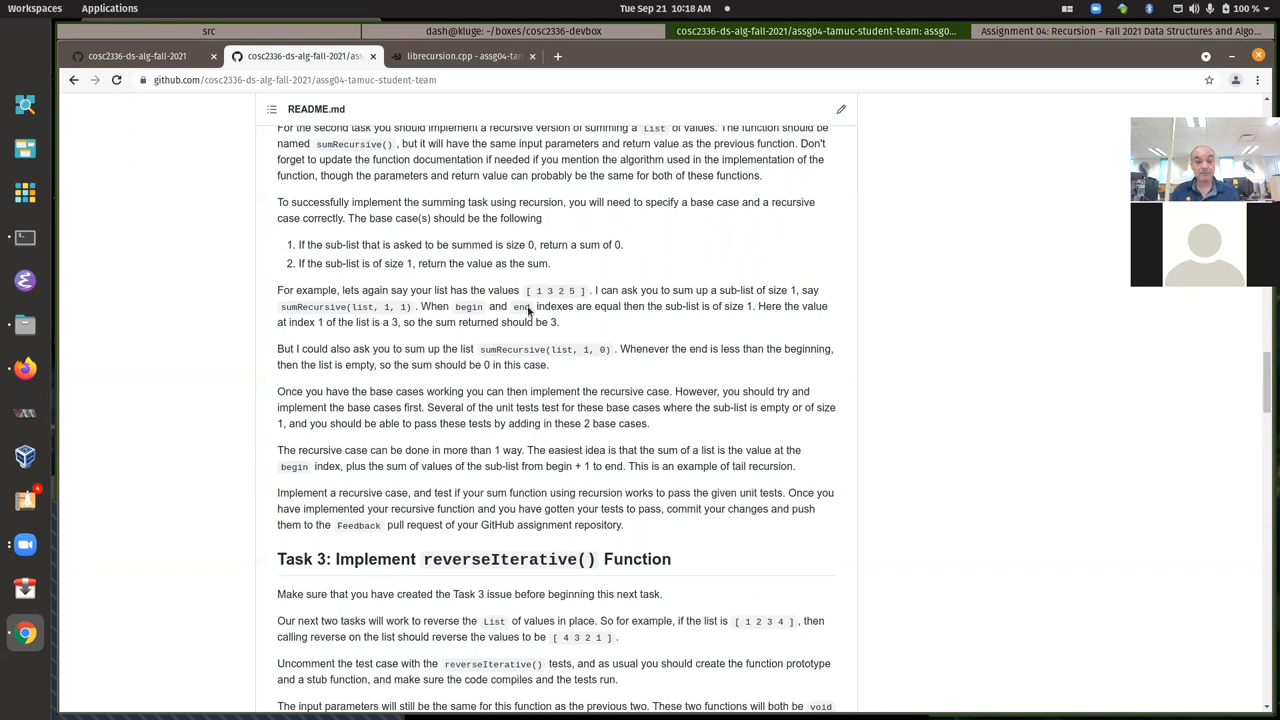 Workspaces Applications Tue Sep 21 10:18 AM 100 %
src dash@kluge: ~/boxes/cosc2336-devbox cosc2336-ds-alg-fall-2021/assg04-tamuc-student-team: assg0... Assignment 04: Recursion - Fall 2021 Data Structures and Algo...
cosc2336-ds-alg-fall-2021 cosc2336-ds-alg-fall-2021/as librecursion.cpp - assg04-tam
github.com/cosc2336-ds-alg-fall-2021/assg04-tamuc-student-team
README.md
For the second task you should implement a recursive version of summing a List of values. The function should be
named sumRecursive() , but it will have the same input parameters and return value as the previous function. Don't
forget to update the function documentation if needed if you mention the algorithm used in the implementation of the
function, though the parameters and return value can probably be the same for both of these functions.
To successfully implement the summing task using recursion, you will need to specify a base case and a recursive
case correctly. The base case(s) should be the following
1. If the sub-list that is asked to be summed is size 0, return a sum of 0.
2. If the sub-list is of size 1, return the value as the sum.
For example, lets again say your list has the values [ 1 3 2 5 ] . I can ask you to sum up a sub-list of size 1, say
sumRecursive(list, 1, 1) . When begin and end indexes are equal then the sub-list is of size 1. Here the value
at index 1 of the list is a 3, so the sum returned should be 3.
But I could also ask you to sum up the list sumRecursive(list, 1, 0) . Whenever the end is less than the beginning,
then the list is empty, so the sum should be 0 in this case.
Once you have the base cases working you can then implement the recursive case. However, you should try and
implement the base cases first. Several of the unit tests test for these base cases where the sub-list is empty or of size
1, and you should be able to pass these tests by adding in these 2 base cases.
The recursive case can be done in more than 1 way. The easiest idea is that the sum of a list is the value at the
begin index, plus the sum of values of the sub-list from begin + 1 to end. This is an example of tail recursion.
Implement a recursive case, and test if your sum function using recursion works to pass the given unit tests. Once you
have implemented your recursive function and you have gotten your tests to pass, commit your changes and push
them to the Feedback pull request of your GitHub assignment repository.
Task 3: Implement reverseIterative() Function
Make sure that you have created the Task 3 issue before beginning this next task.
Our next two tasks will work to reverse the List of values in place. So for example, if the list is [ 1 2 3 4 ] , then
calling reverse on the list should reverse the values to be [ 4 3 2 1 ] .
Uncomment the test case with the reverseIterative() tests, and as usual you should create the function prototype
and a stub function, and make sure the code compiles and the tests run.
The input parameters will still be the same for this function as the previous two. These two functions will both be void